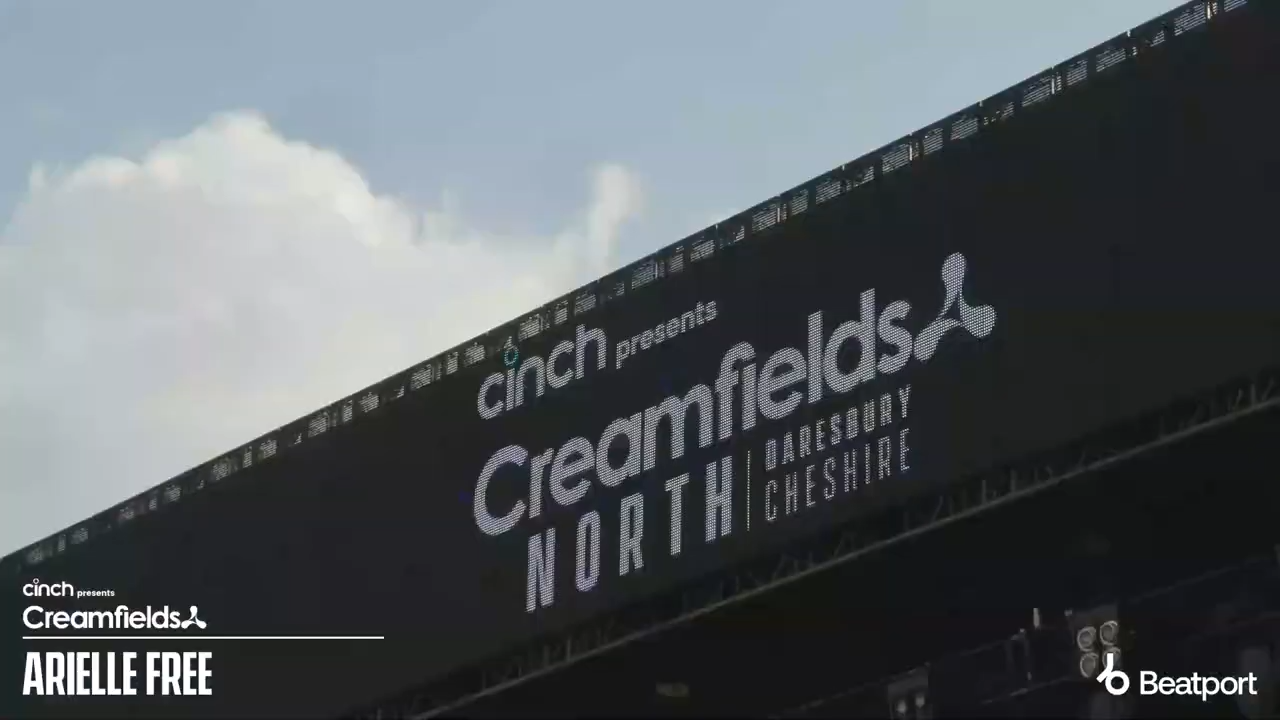 cinch presents
Creamfields
NORTH
DARESBURY
CHESHIRE
cinch presents
Creamfields
ARIELLE FREE
Beatport